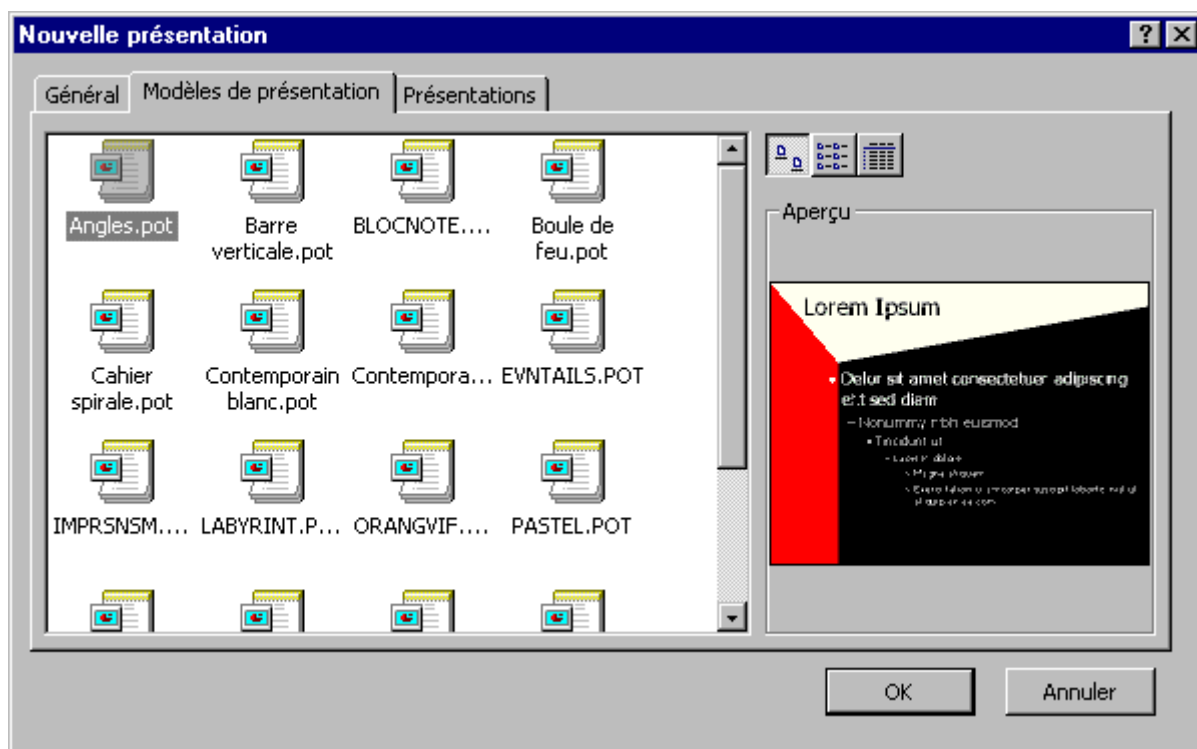 Nouvelle présentation
Général Modèles de présentation Présentations
Angles.pot Barre verticale.pot BLOCNOTE.... Boule de feu.pot
Cahier spirale.pot Contemporain blanc.pot Contempora... EVNTAILS.POT
IMPRSNSM.... LABYRINT.P... ORANGVIF.... PASTEL.POT
Aperçu
Lorem Ipsum
Dolor sit amet consectetuer adipiscing
elit sed diam
Nonummy nibh euismod
Tincidunt ut
OK Annuler